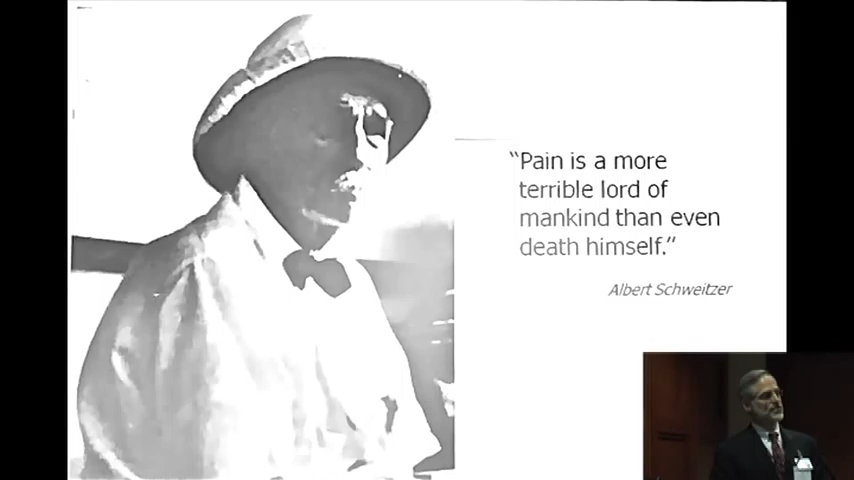 “Pain is a more
terrible lord of
mankind than even
death himself.”
Albert Schweitzer